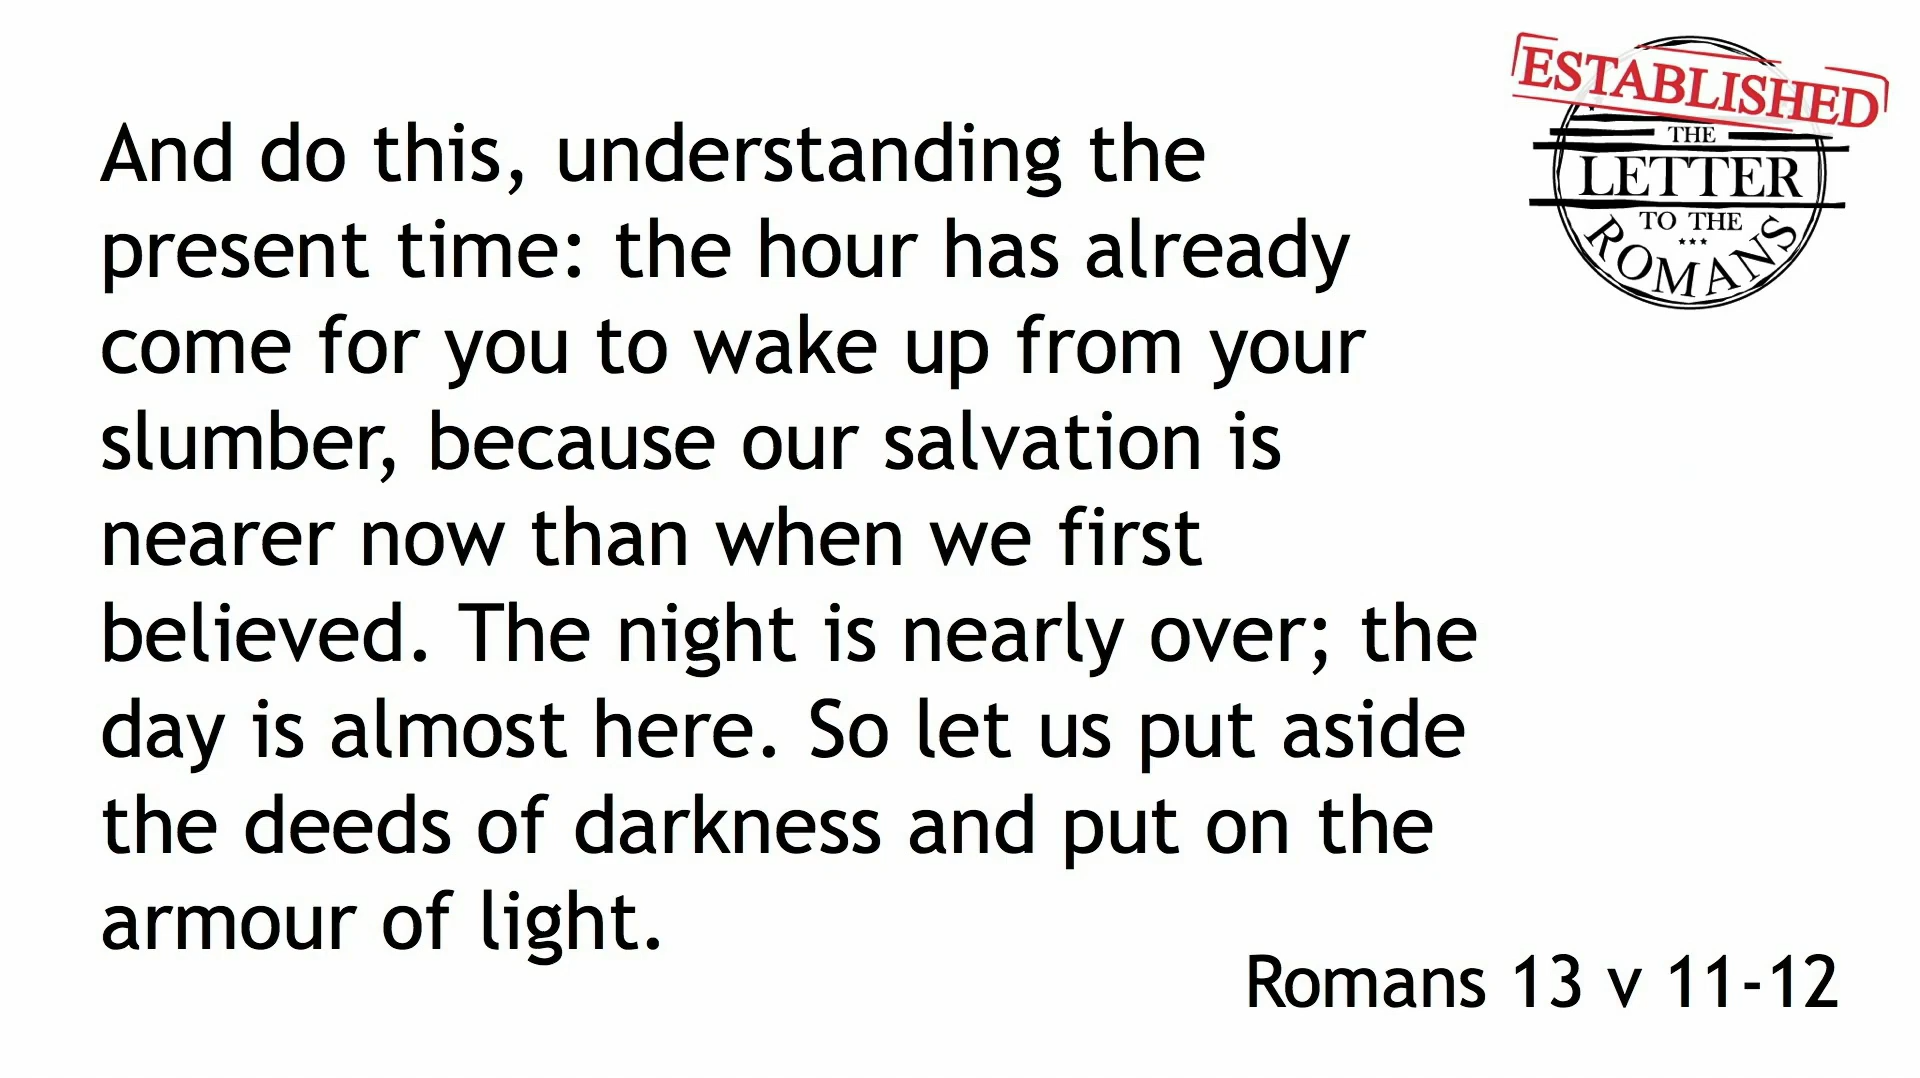 ESTABLISHED
THE
LETTER
TO THE
ROMANS
And do this, understanding the
present time: the hour has already
come for you to wake up from your
slumber, because our salvation is
nearer now than when we first
believed. The night is nearly over; the
day is almost here. So let us put aside
the deeds of darkness and put on the
armour of light.
Romans 13 v 11-12